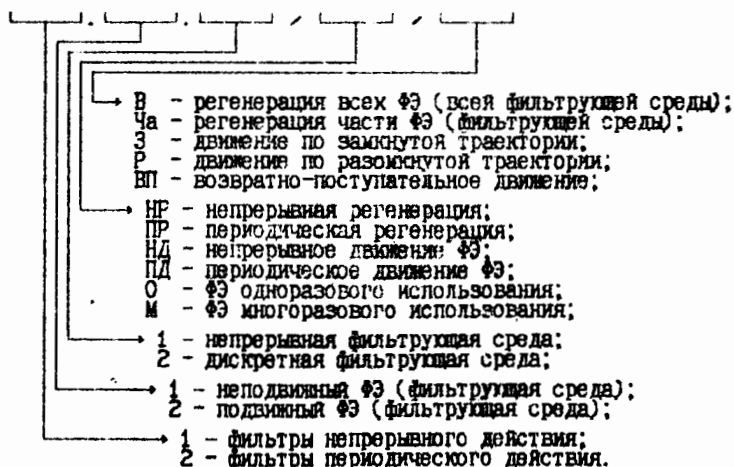 В - регенерация всех ФЭ (всей фильтрующей среды);
Ча - регенерация части ФЭ (фильтрующей среды);
З - движение по замкнутой траектории;
Р - движение по разомкнутой траектории;
ВП - возвратно-поступательное движение;
НР - непрерывная регенерация;
ПР - периодическая регенерация;
НД - непрерывное движение ФЭ;
ПД - периодическое движение ФЭ;
О - ФЭ одноразового использования;
М - ФЭ многоразового использования;
1 - непрерывная фильтрующая среда;
2 - дискретная фильтрующая среда;
1 - неподвижный ФЭ (фильтрующая среда);
2 - подвижный ФЭ (фильтрующая среда);
1 - фильтры непрерывного действия;
2 - фильтры периодического действия.